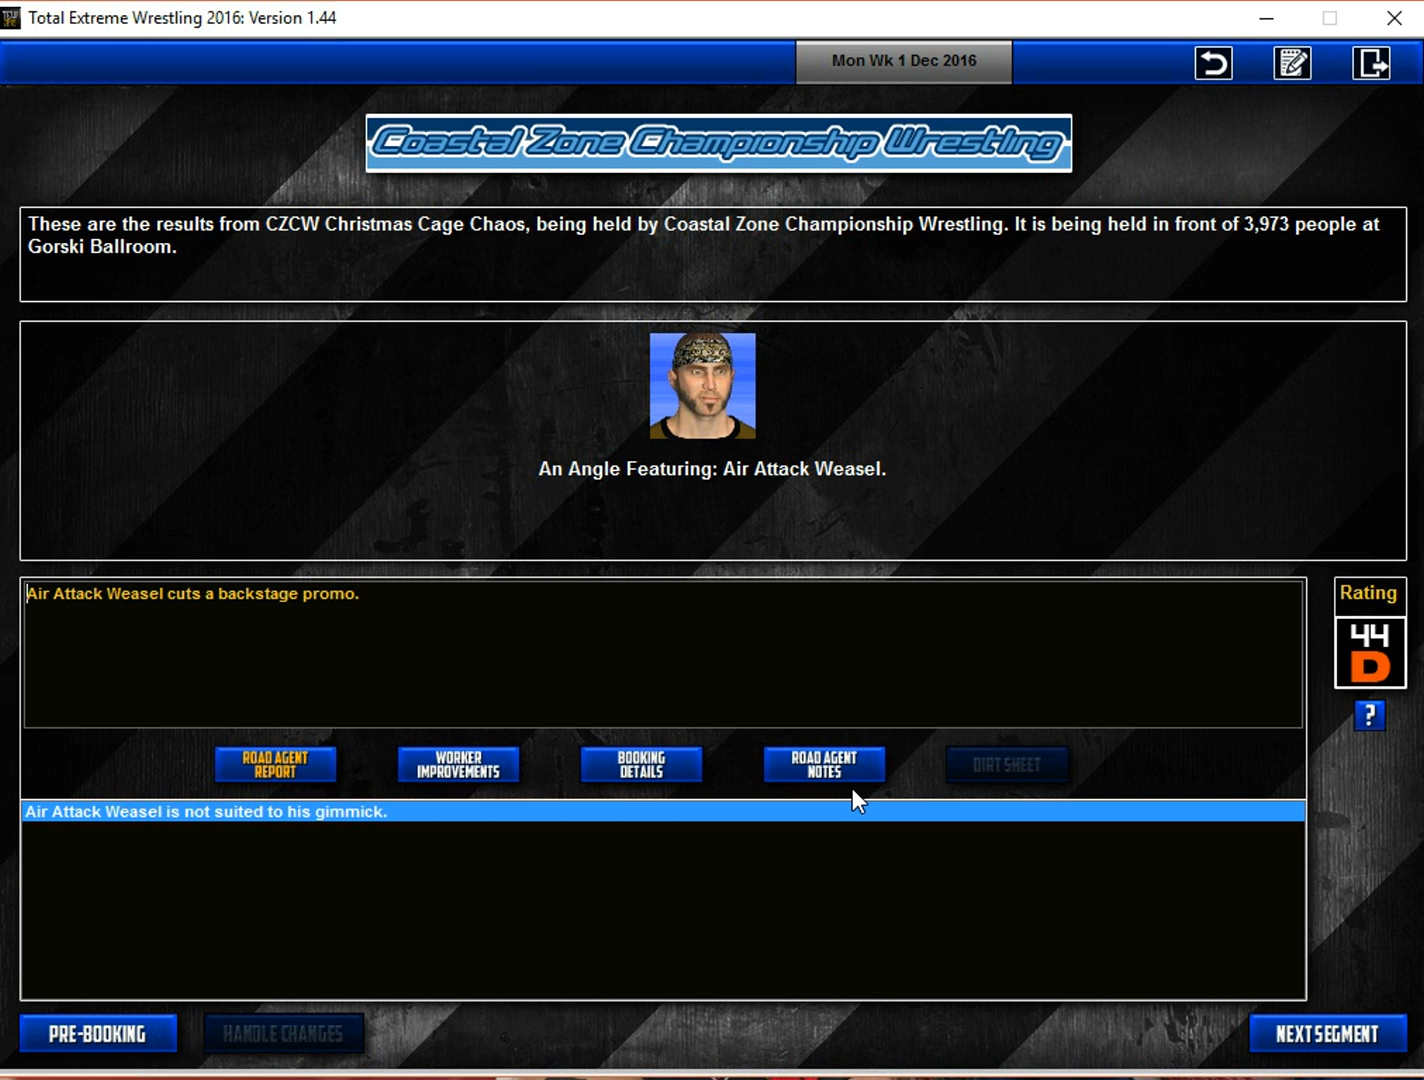 Total Extreme Wrestling 2016: Version 1.44
Mon Wk 1 Dec 2016
Coastal Zone Championship Wrestling
These are the results from CZCW Christmas Cage Chaos, being held by Coastal Zone Championship Wrestling. It is being held in front of 3,973 people at
Gorski Ballroom.
An Angle Featuring: Air Attack Weasel.
Air Attack Weasel cuts a backstage promo.
Rating
44
D
?
ROAD AGENT
REPORT
WORKER
IMPROVEMENTS
BOOKING
DETAILS
ROAD AGENT
NOTES
DIRT SHEET
Air Attack Weasel is not suited to his gimmick.
PRE-BOOKING
HANDLE CHANGES
NEXT SEGMENT